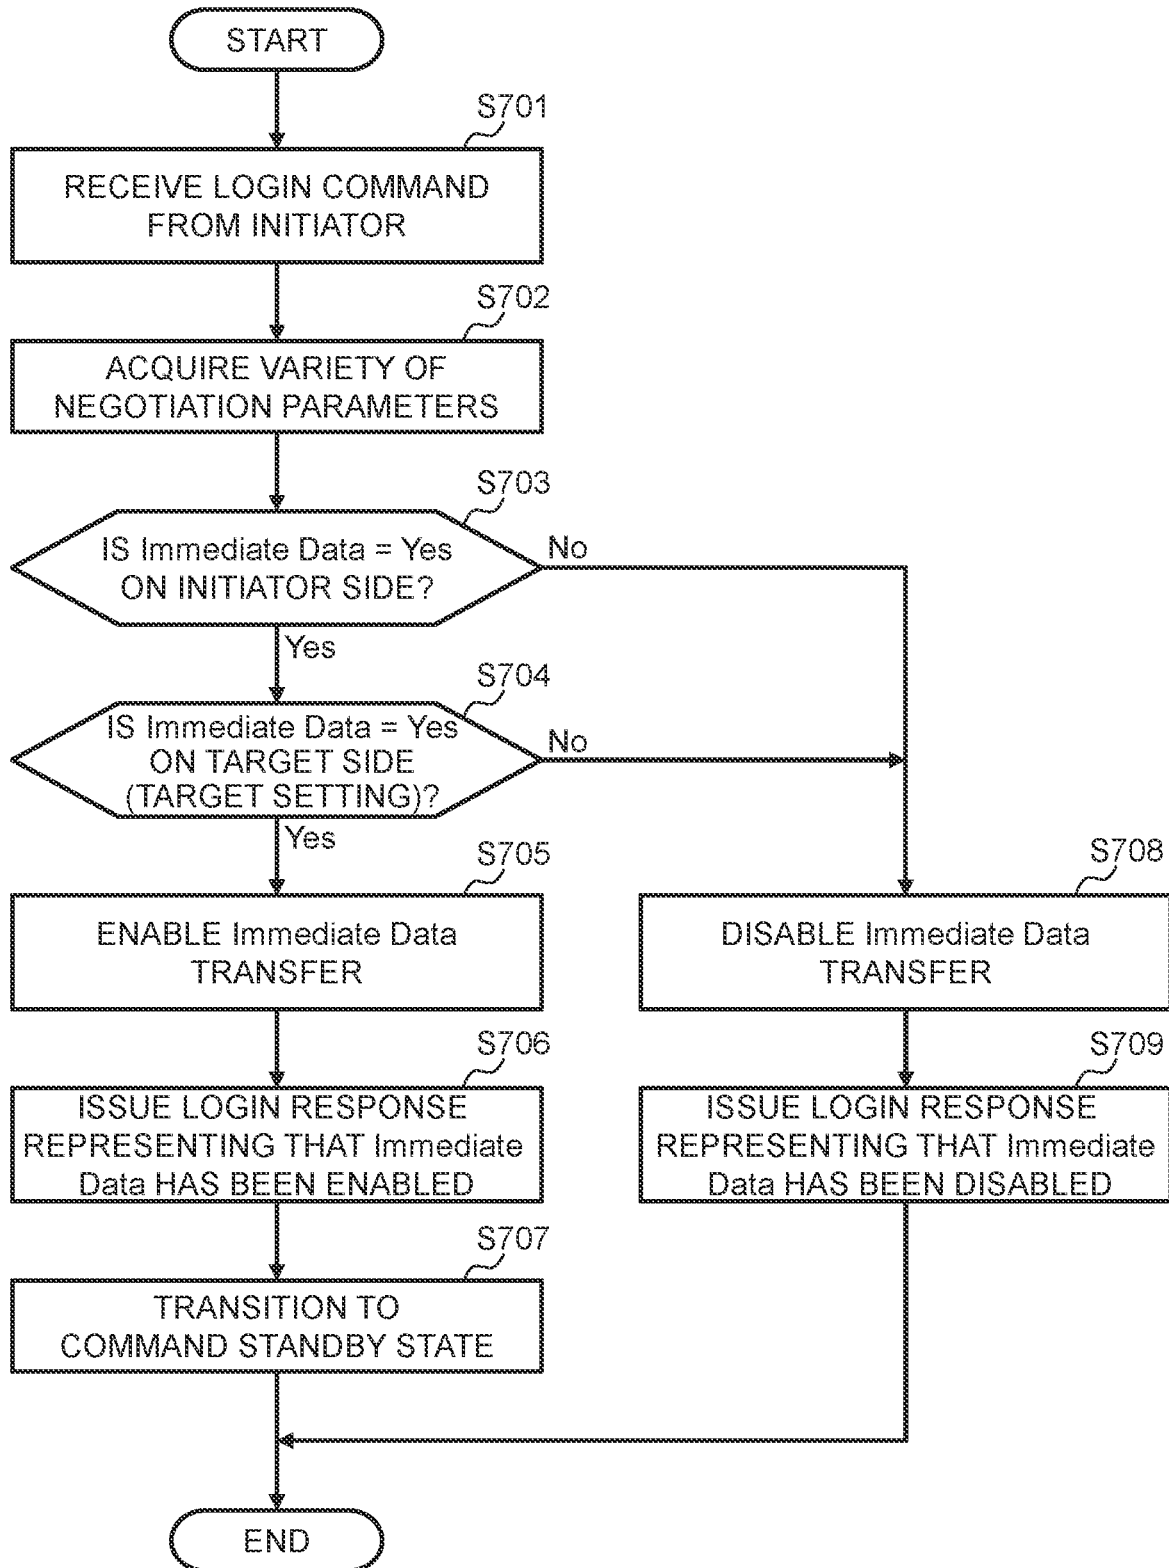 START
S701
RECEIVE LOGIN COMMAND
FROM INITIATOR
S702
ACQUIRE VARIETY OF
NEGOTIATION PARAMETERS
S703
IS Immediate Data = Yes
ON INITIATOR SIDE?
No
Yes
S704
IS Immediate Data = Yes
ON TARGET SIDE
(TARGET SETTING)?
No
Yes
S705
ENABLE Immediate Data
TRANSFER
S708
DISABLE Immediate Data
TRANSFER
S706
ISSUE LOGIN RESPONSE
REPRESENTING THAT Immediate
Data HAS BEEN ENABLED
S709
ISSUE LOGIN RESPONSE
REPRESENTING THAT Immediate
Data HAS BEEN DISABLED
S707
TRANSITION TO
COMMAND STANDBY STATE
END